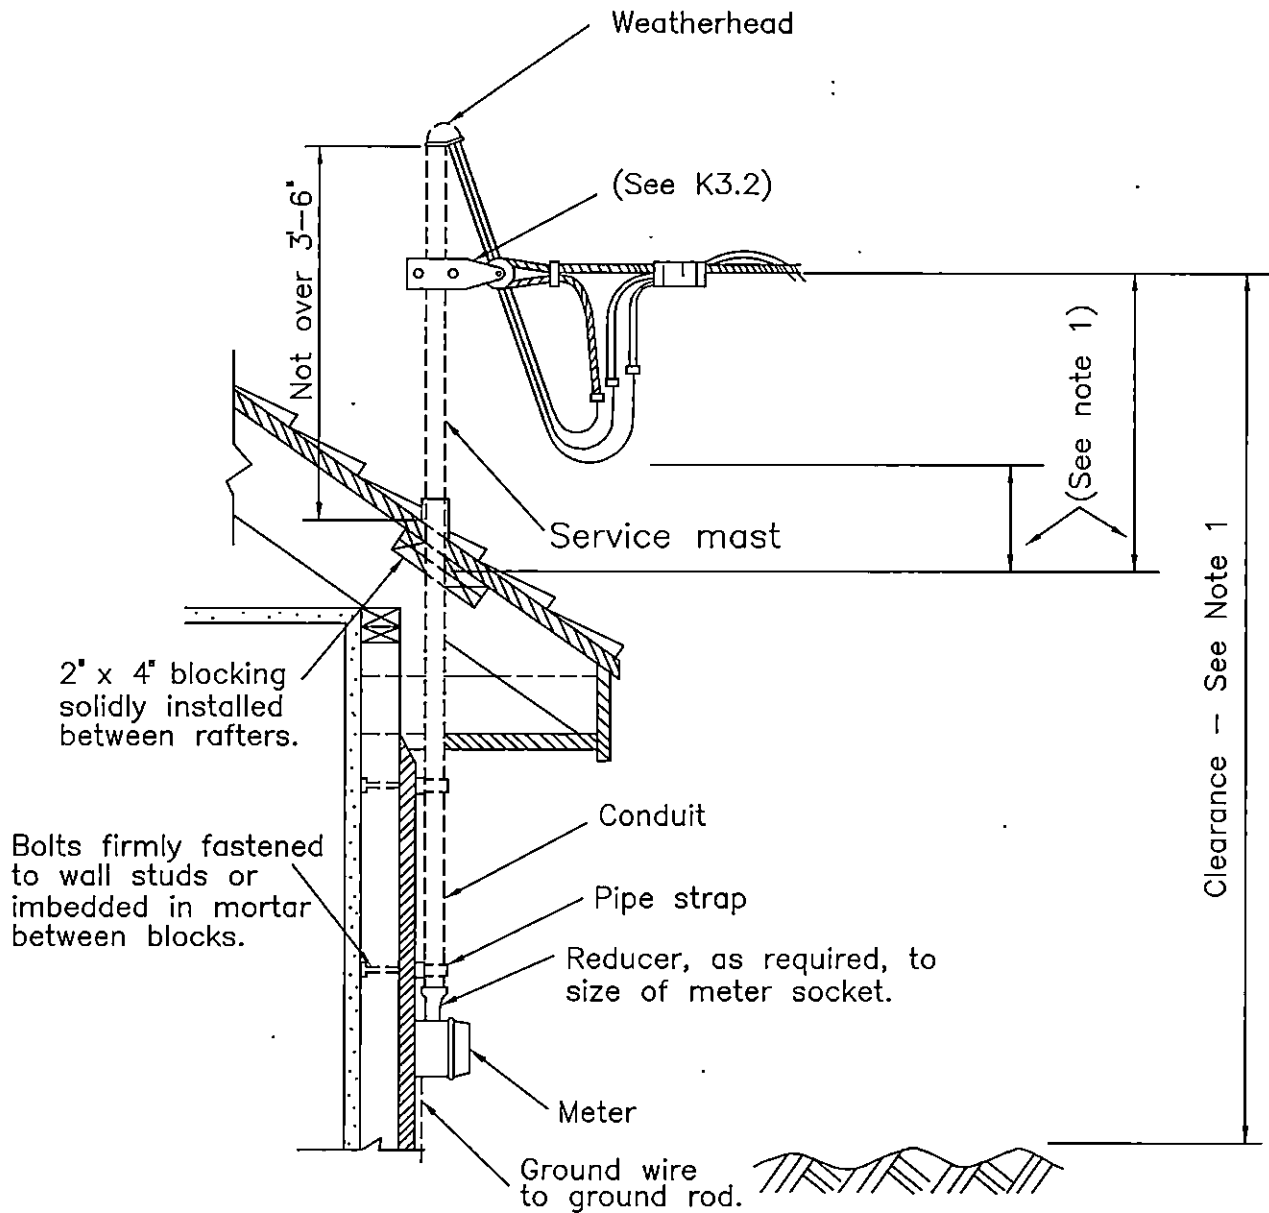 Weatherhead
(See K3.2)
Not over 3'-6"
(See note 1)
Service mast
Clearance - See Note 1
2" x 4" blocking
solidly installed
between rafters.
Conduit
Bolts firmly fastened
to wall studs or
imbedded in mortar
between blocks.
Pipe strap
Reducer, as required, to
size of meter socket.
Meter
Ground wire
to ground rod.